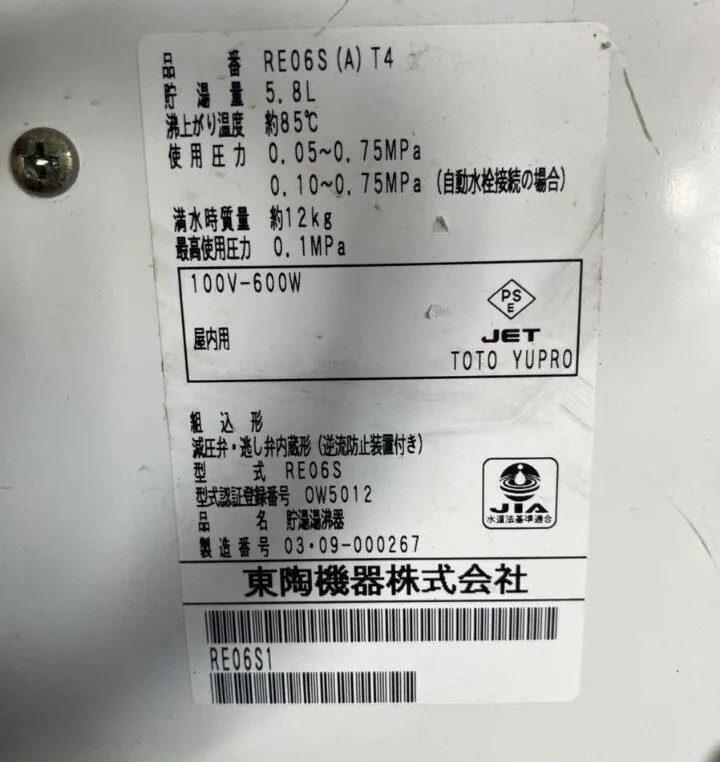 品 番 RE06S(A)T4
貯湯量 5.8L
沸上がり温度 約85℃
使用圧力 0.05~0.75MPa
0.10~0.75MPa (自動水栓接続の場合)
満水時質量 約12kg
最高使用圧力 0.1MPa
100V-600W
PS
E
屋内用
JET
TOTO YUPRO
組込形
減圧弁・逃し弁内蔵形(逆流防止装置付き)
型 式 RE06S
型式認証登録番号 OW5012
品 名 貯湯湯沸器
製造番号 03・09-000267
JIA
水道法基準適合
東陶機器株式会社
RE06S1